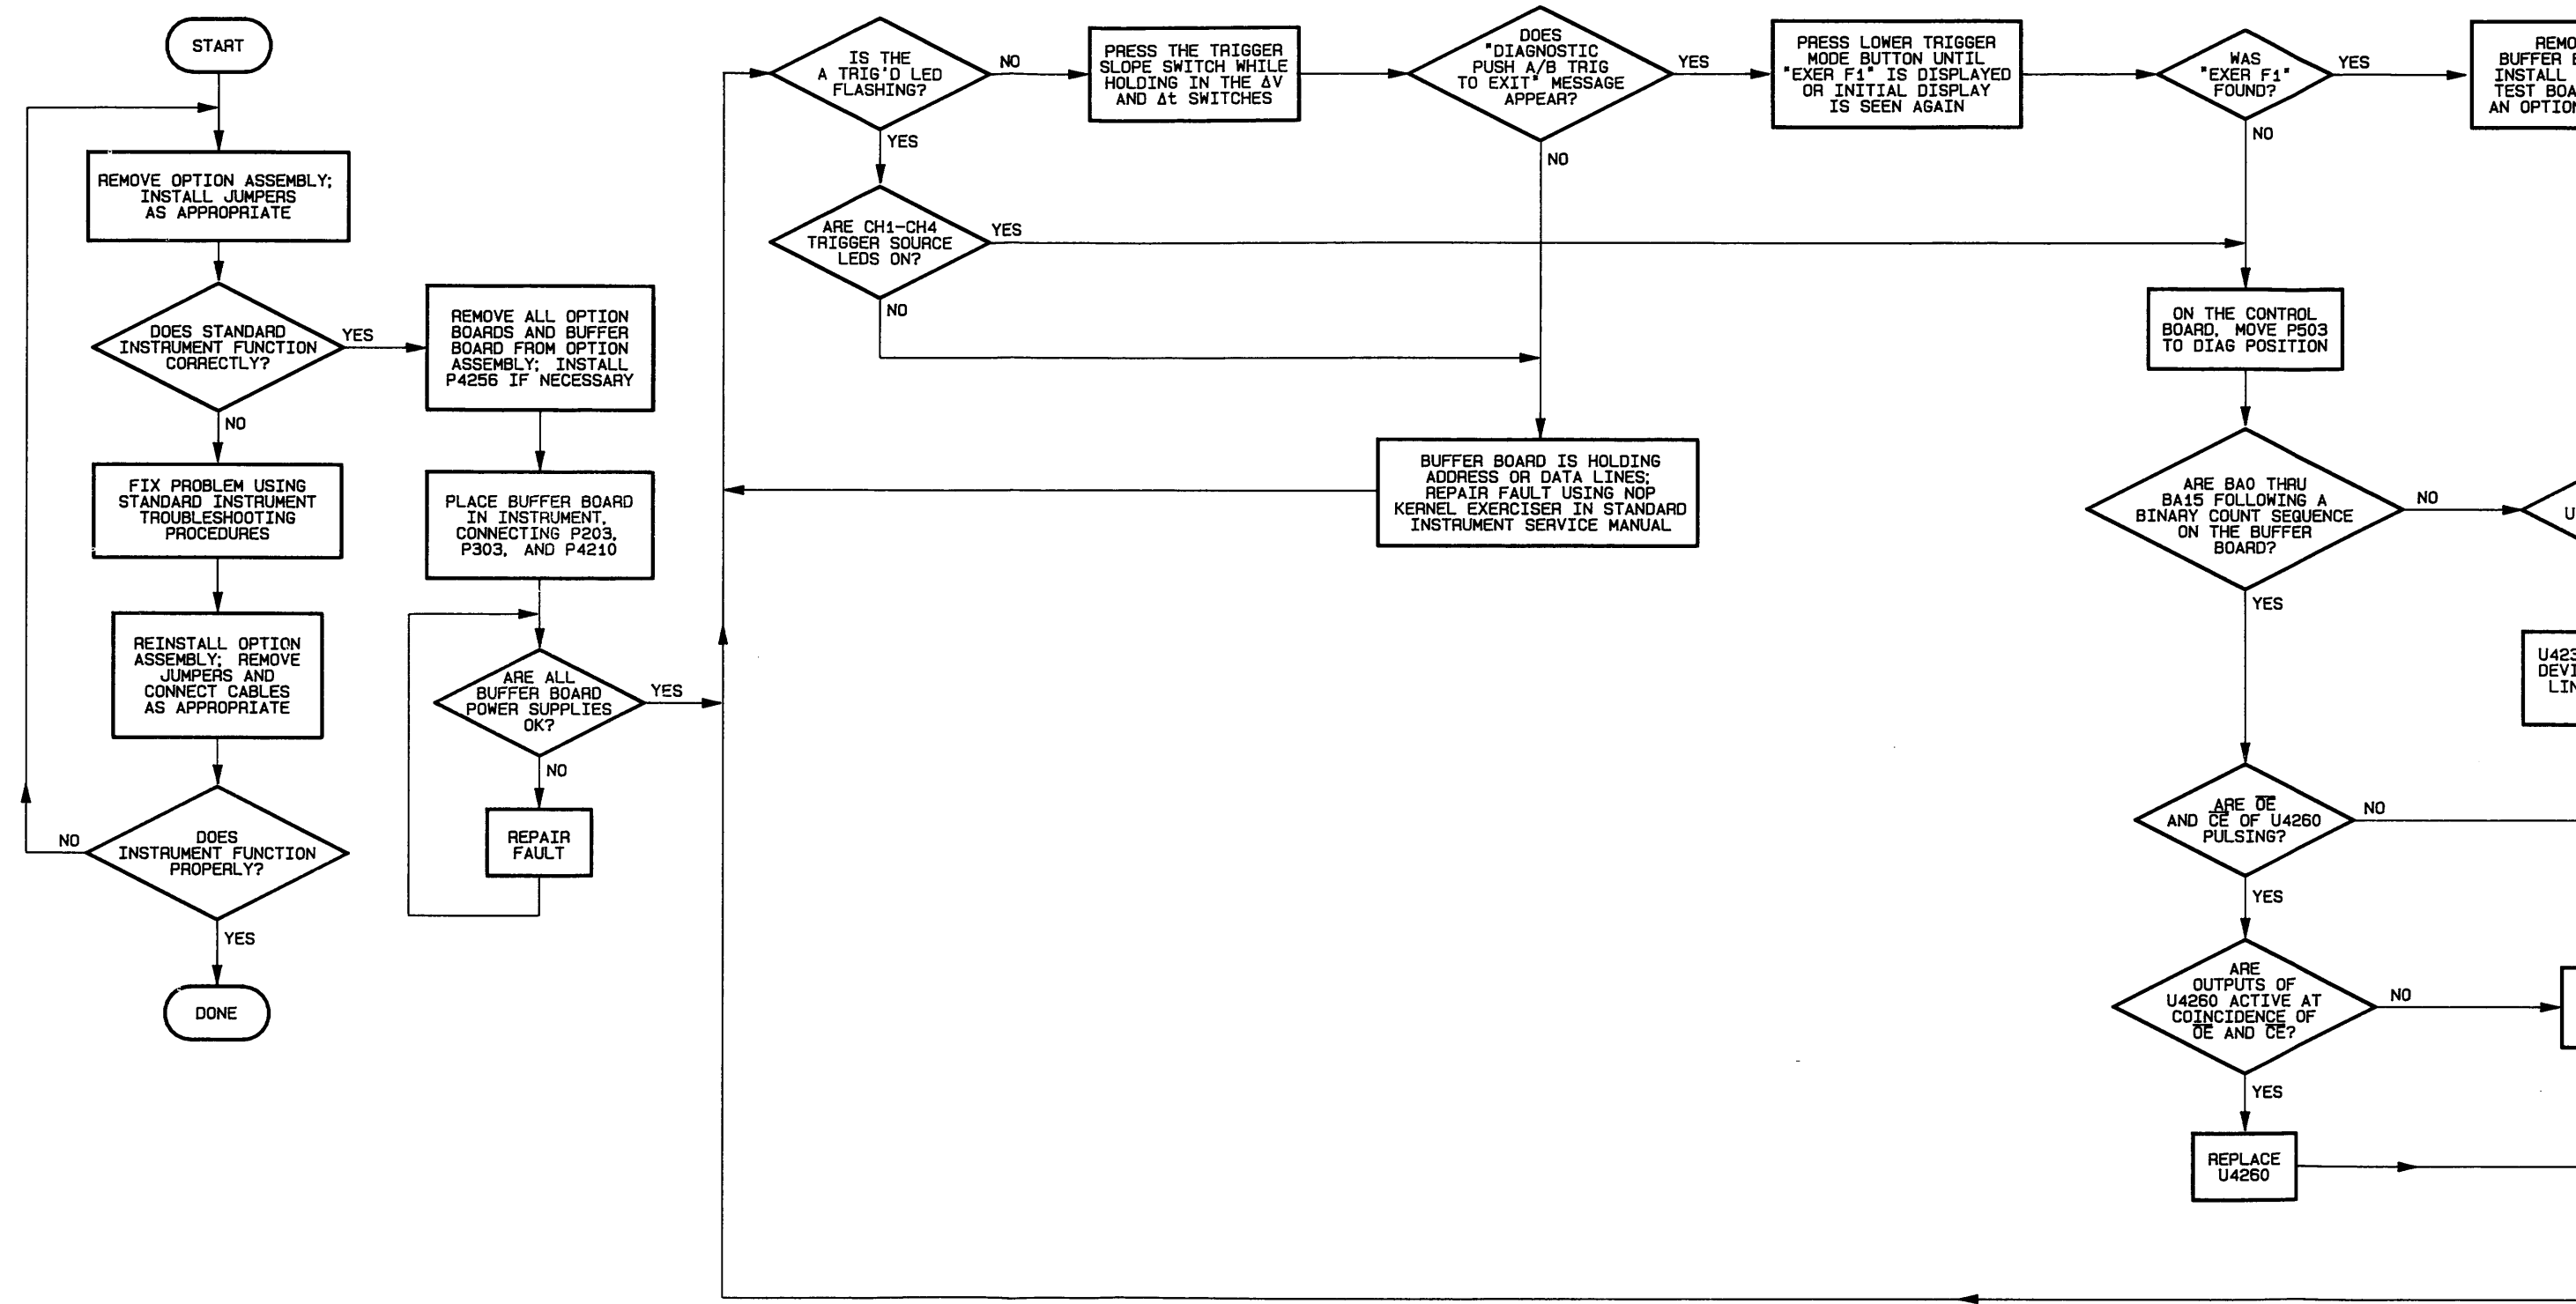 START
REMOVE OPTION ASSEMBLY;
INSTALL JUMPERS
AS APPROPRIATE
DOES STANDARD
INSTRUMENT FUNCTION
CORRECTLY?
YES
NO
FIX PROBLEM USING
STANDARD INSTRUMENT
TROUBLESHOOTING
PROCEDURES
REINSTALL OPTION
ASSEMBLY; REMOVE
JUMPERS AND
CONNECT CABLES
AS APPROPRIATE
DOES
INSTRUMENT FUNCTION
PROPERLY?
NO
YES
DONE
REMOVE ALL OPTION
BOARDS AND BUFFER
BOARD FROM OPTION
ASSEMBLY; INSTALL
P4256 IF NECESSARY
PLACE BUFFER BOARD
IN INSTRUMENT,
CONNECTING P203,
P303, AND P4210
ARE ALL
BUFFER BOARD
POWER SUPPLIES
OK?
YES
NO
REPAIR
FAULT
IS THE
A TRIG'D LED
FLASHING?
NO
YES
PRESS THE TRIGGER
SLOPE SWITCH WHILE
HOLDING IN THE ΔV
AND Δt SWITCHES
DOES
"DIAGNOSTIC
PUSH A/B TRIG
TO EXIT" MESSAGE
APPEAR?
YES
NO
PRESS LOWER TRIGGER
MODE BUTTON UNTIL
"EXER F1" IS DISPLAYED
OR INITIAL DISPLAY
IS SEEN AGAIN
WAS
"EXER F1"
FOUND?
YES
NO
REMO
BUFFER B
INSTALL
TEST BOA
AN OPTION
ARE CH1-CH4
TRIGGER SOURCE
LEDS ON?
YES
NO
BUFFER BOARD IS HOLDING
ADDRESS OR DATA LINES;
REPAIR FAULT USING NOP
KERNEL EXERCISER IN STANDARD
INSTRUMENT SERVICE MANUAL
ON THE CONTROL
BOARD, MOVE P503
TO DIAG POSITION
ARE BA0 THRU
BA15 FOLLOWING A
BINARY COUNT SEQUENCE
ON THE BUFFER
BOARD?
NO
YES
U
U423
DEVI
LIN
ARE O̅E̅
AND C̅E̅ OF U4260
PULSING?
NO
YES
ARE
OUTPUTS OF
U4260 ACTIVE AT
COINCIDENCE OF
O̅E̅ AND C̅E̅?
NO
YES
REPLACE
U4260